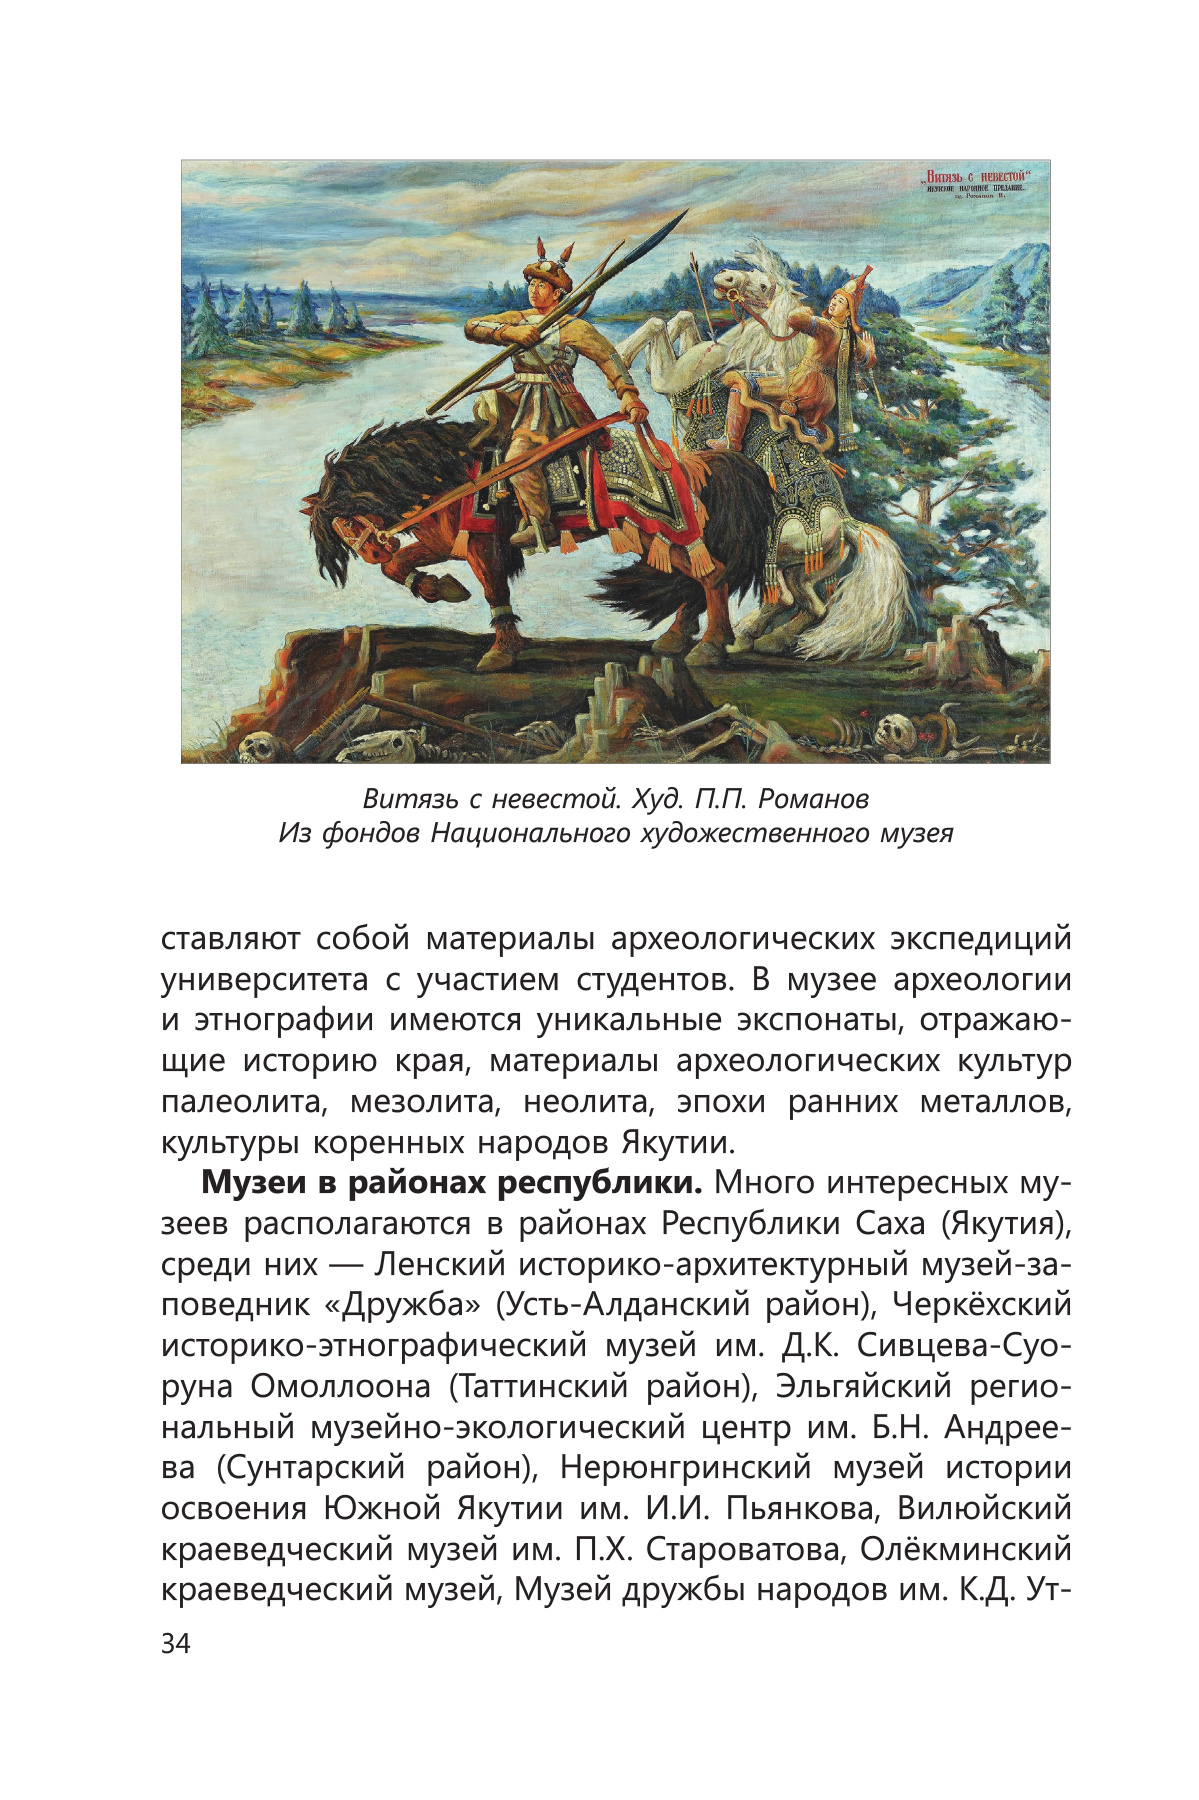 „Витязь с невестой“
якутское народное предание.
Витязь с невестой. Худ. П.П. Романов
Из фондов Национального художественного музея
ставляют собой материалы археологических экспедиций
университета с участием студентов. В музее археологии
и этнографии имеются уникальные экспонаты, отражаю-
щие историю края, материалы археологических культур
палеолита, мезолита, неолита, эпохи ранних металлов,
культуры коренных народов Якутии.
Музеи в районах республики. Много интересных му-
зеев располагаются в районах Республики Саха (Якутия),
среди них — Ленский историко-архитектурный музей-за-
поведник «Дружба» (Усть-Алданский район), Черкёхский
историко-этнографический музей им. Д.К. Сивцева-Суо-
руна Омоллоона (Таттинский район), Эльгяйский регио-
нальный музейно-экологический центр им. Б.Н. Андрее-
ва (Сунтарский район), Нерюнгринский музей истории
освоения Южной Якутии им. И.И. Пьянкова, Вилюйский
краеведческий музей им. П.Х. Староватова, Олёкминский
краеведческий музей, Музей дружбы народов им. К.Д. Ут-
34